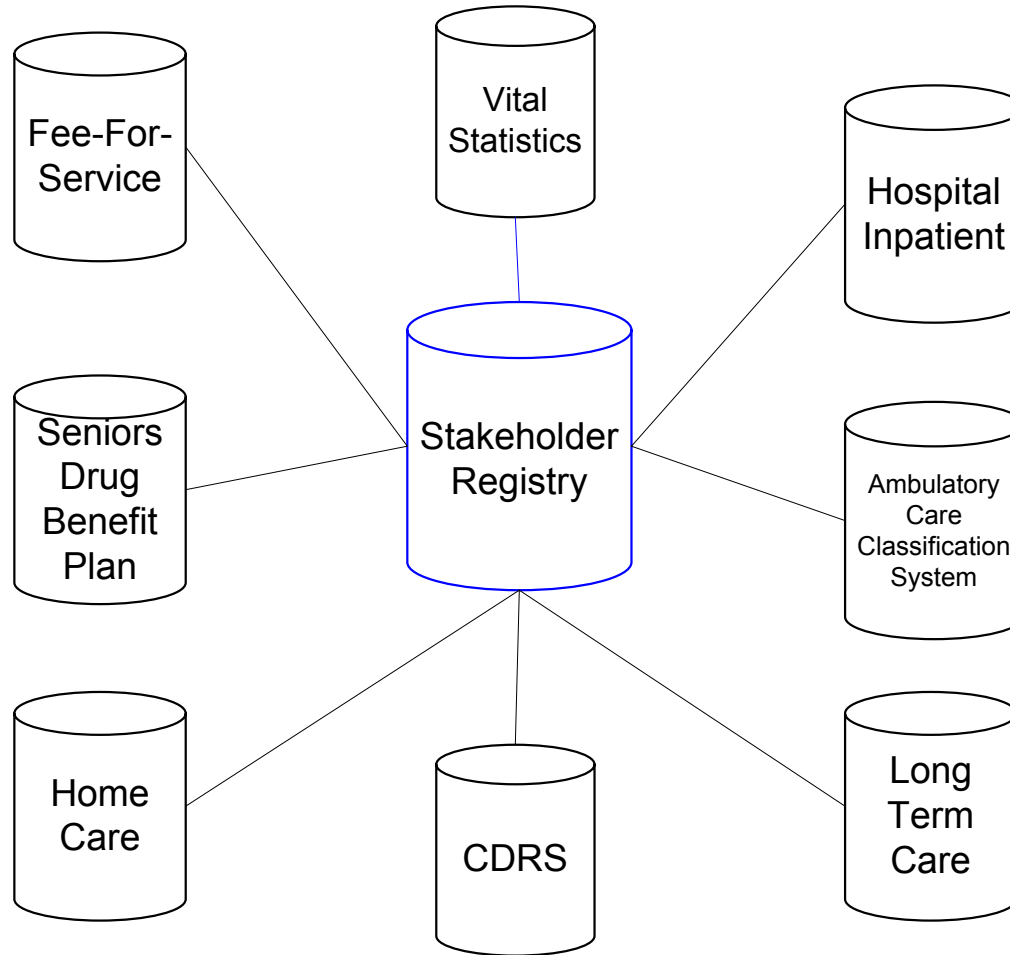 Fee-For-
Service
Vital
Statistics
Hospital
Inpatient
Seniors
Drug
Benefit
Plan
Stakeholder
Registry
Ambulatory
Care
Classification
System
Home
Care
CDRS
Long
Term
Care